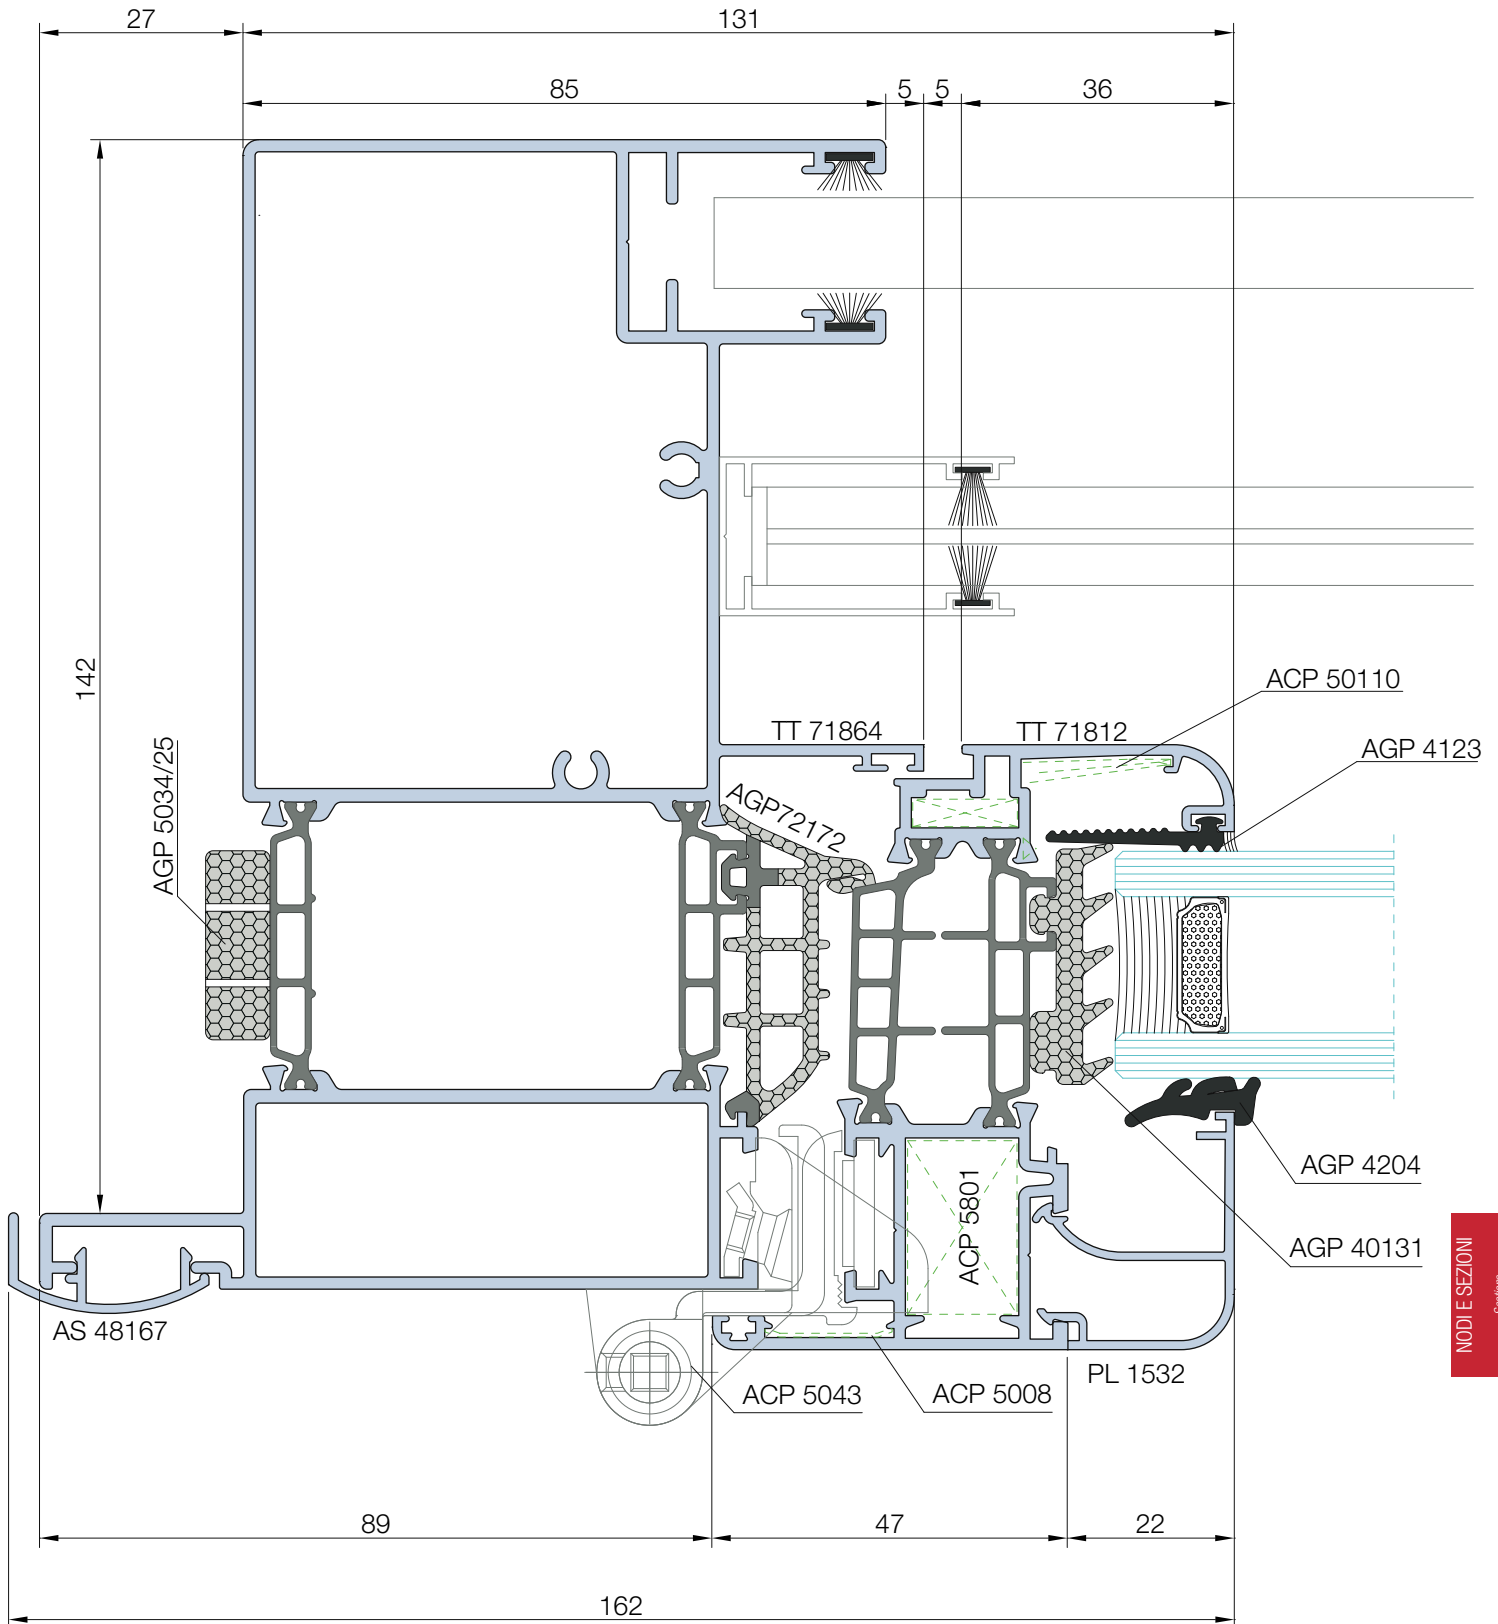 27
131
85
5
5
36
142
ACP 50110
TT 71864
TT 71812
AGP 4123
AGP 5034/25
AGP72172
ACP 5801
AGP 4204
AGP 40131
NODI E SEZIONI
AS 48167
PL 1532
ACP 5043
ACP 5008
89
47
22
162